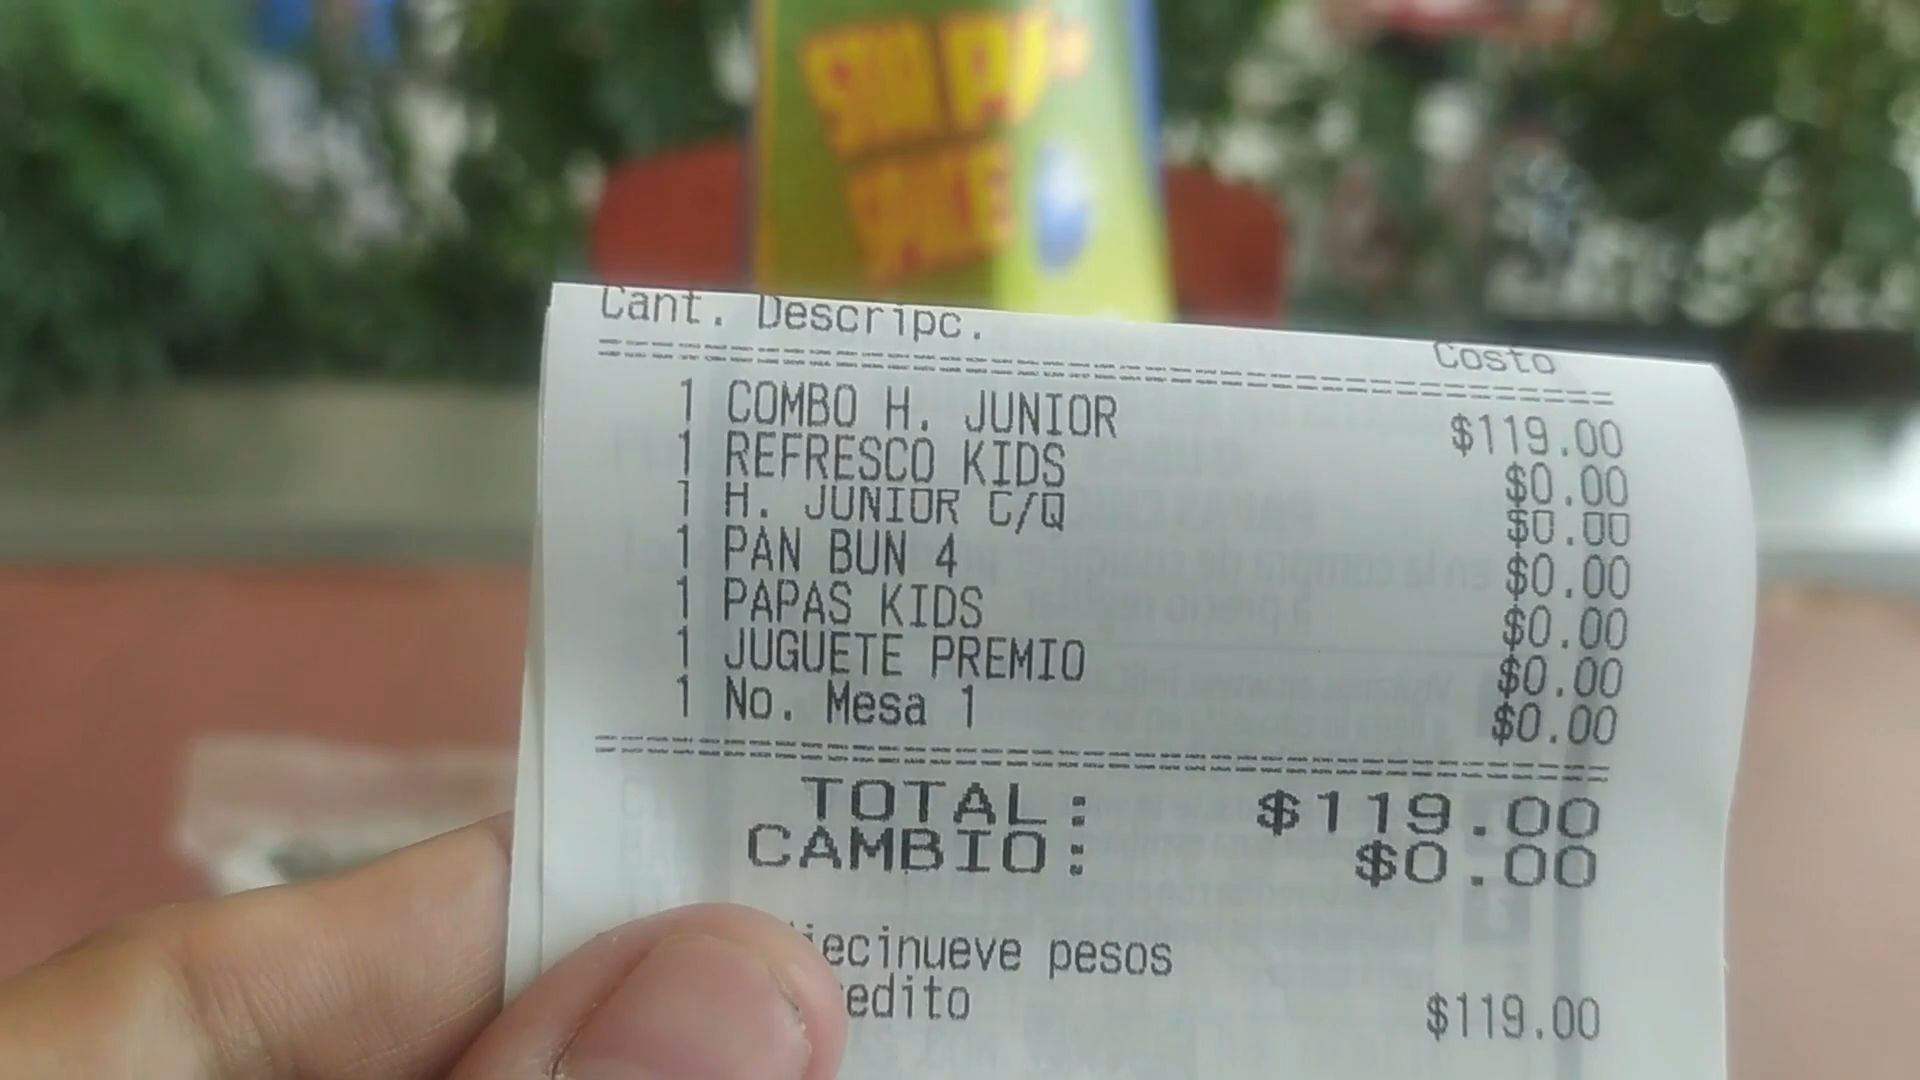 Cant. Descripc. Costo
1 COMBO H. JUNIOR $119.00
1 REFRESCO KIDS $0.00
1 H. JUNIOR C/Q $0.00
1 PAN BUN 4 $0.00
1 PAPAS KIDS $0.00
1 JUGUETE PREMIO $0.00
1 No. Mesa 1 $0.00
TOTAL: $119.00
CAMBIO: $0.00
iecinueve pesos
redito $119.00